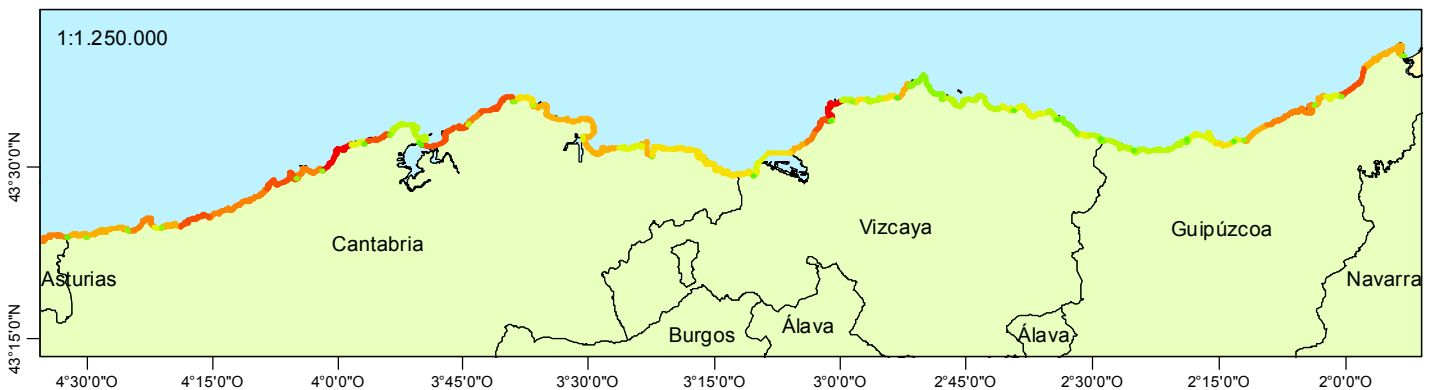 1:1.250.000
43°30'0"N
43°15'0"N
Cantabria
Vizcaya
Guipúzcoa
Asturias
Navarra
Burgos
Álava
Álava
4°30'0"O
4°15'0"O
4°0'0"O
3°45'0"O
3°30'0"O
3°15'0"O
3°0'0"O
2°45'0"O
2°30'0"O
2°15'0"O
2°0'0"O